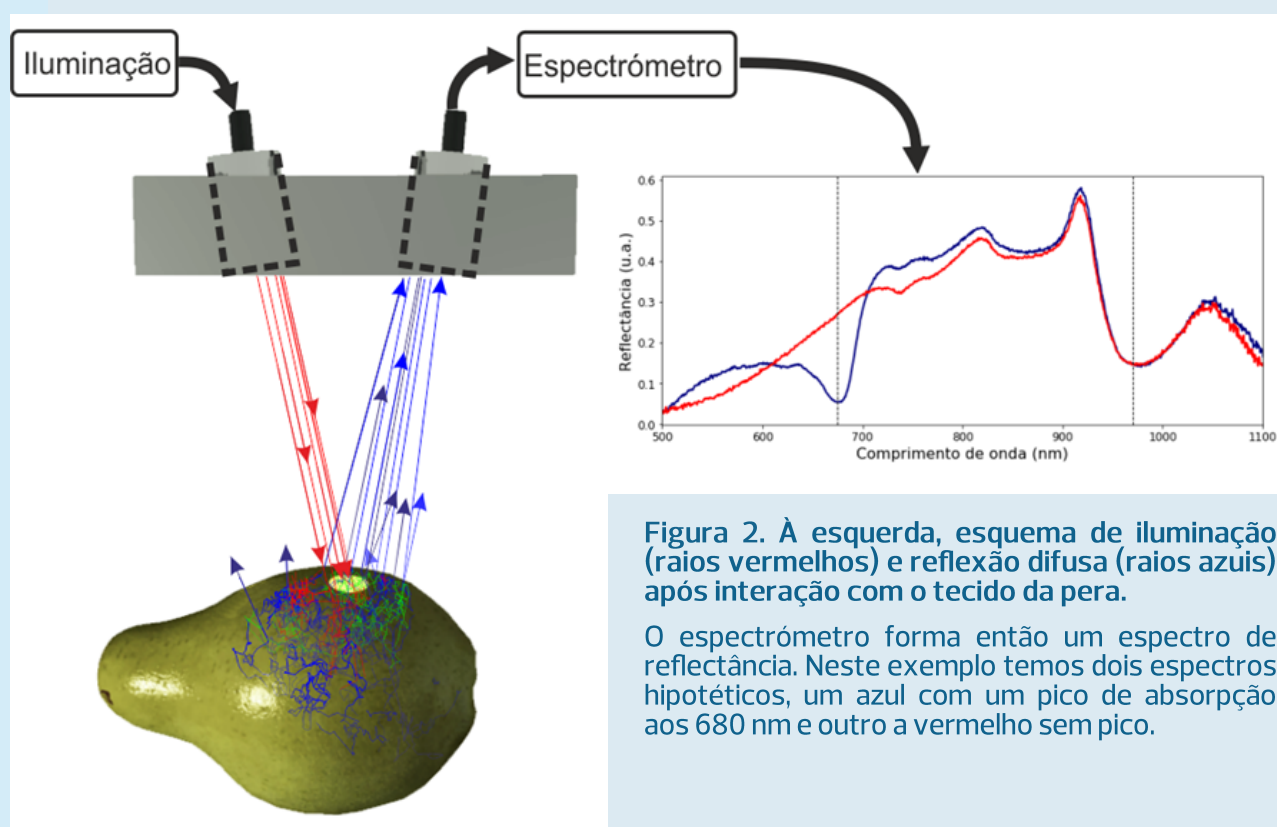 Iluminação
Espectrómetro
Reflectância (u.a.)
0.6
0.5
0.4
0.3
0.2
0.1
0.0
500 600 700 800 900 1000 1100
Comprimento de onda (nm)
Figura 2. À esquerda, esquema de iluminação
(raios vermelhos) e reflexão difusa (raios azuis)
após interação com o tecido da pera.
O espectrómetro forma então um espectro de
reflectância. Neste exemplo temos dois espectros
hipotéticos, um azul com um pico de absorpção
aos 680 nm e outro a vermelho sem pico.